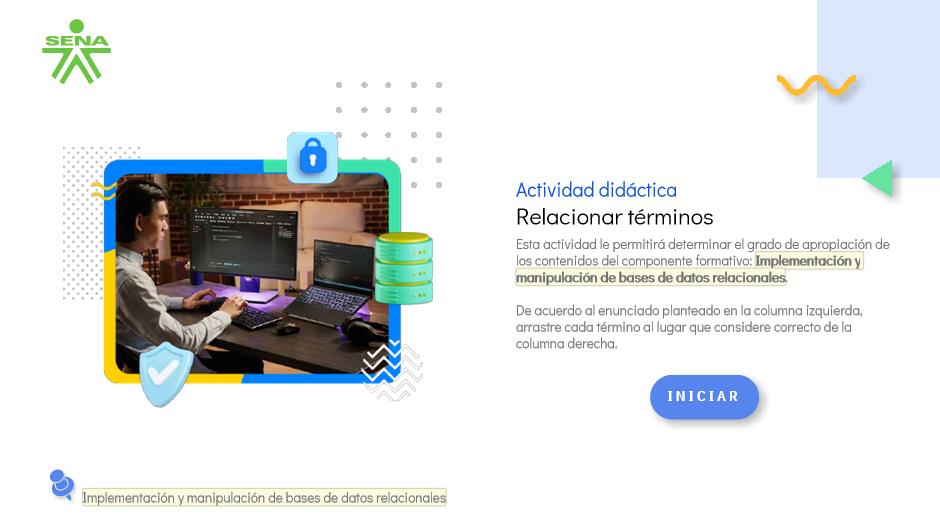 SENA
Actividad didáctica
Relacionar términos
Esta actividad le permitirá determinar el grado de apropiación de
los contenidos del componente formativo: Implementación y
manipulación de bases de datos relacionales.
De acuerdo al enunciado planteado en la columna izquierda,
arrastre cada término al lugar que considere correcto de la
columna derecha.
INICIAR
Implementación y manipulación de bases de datos relacionales